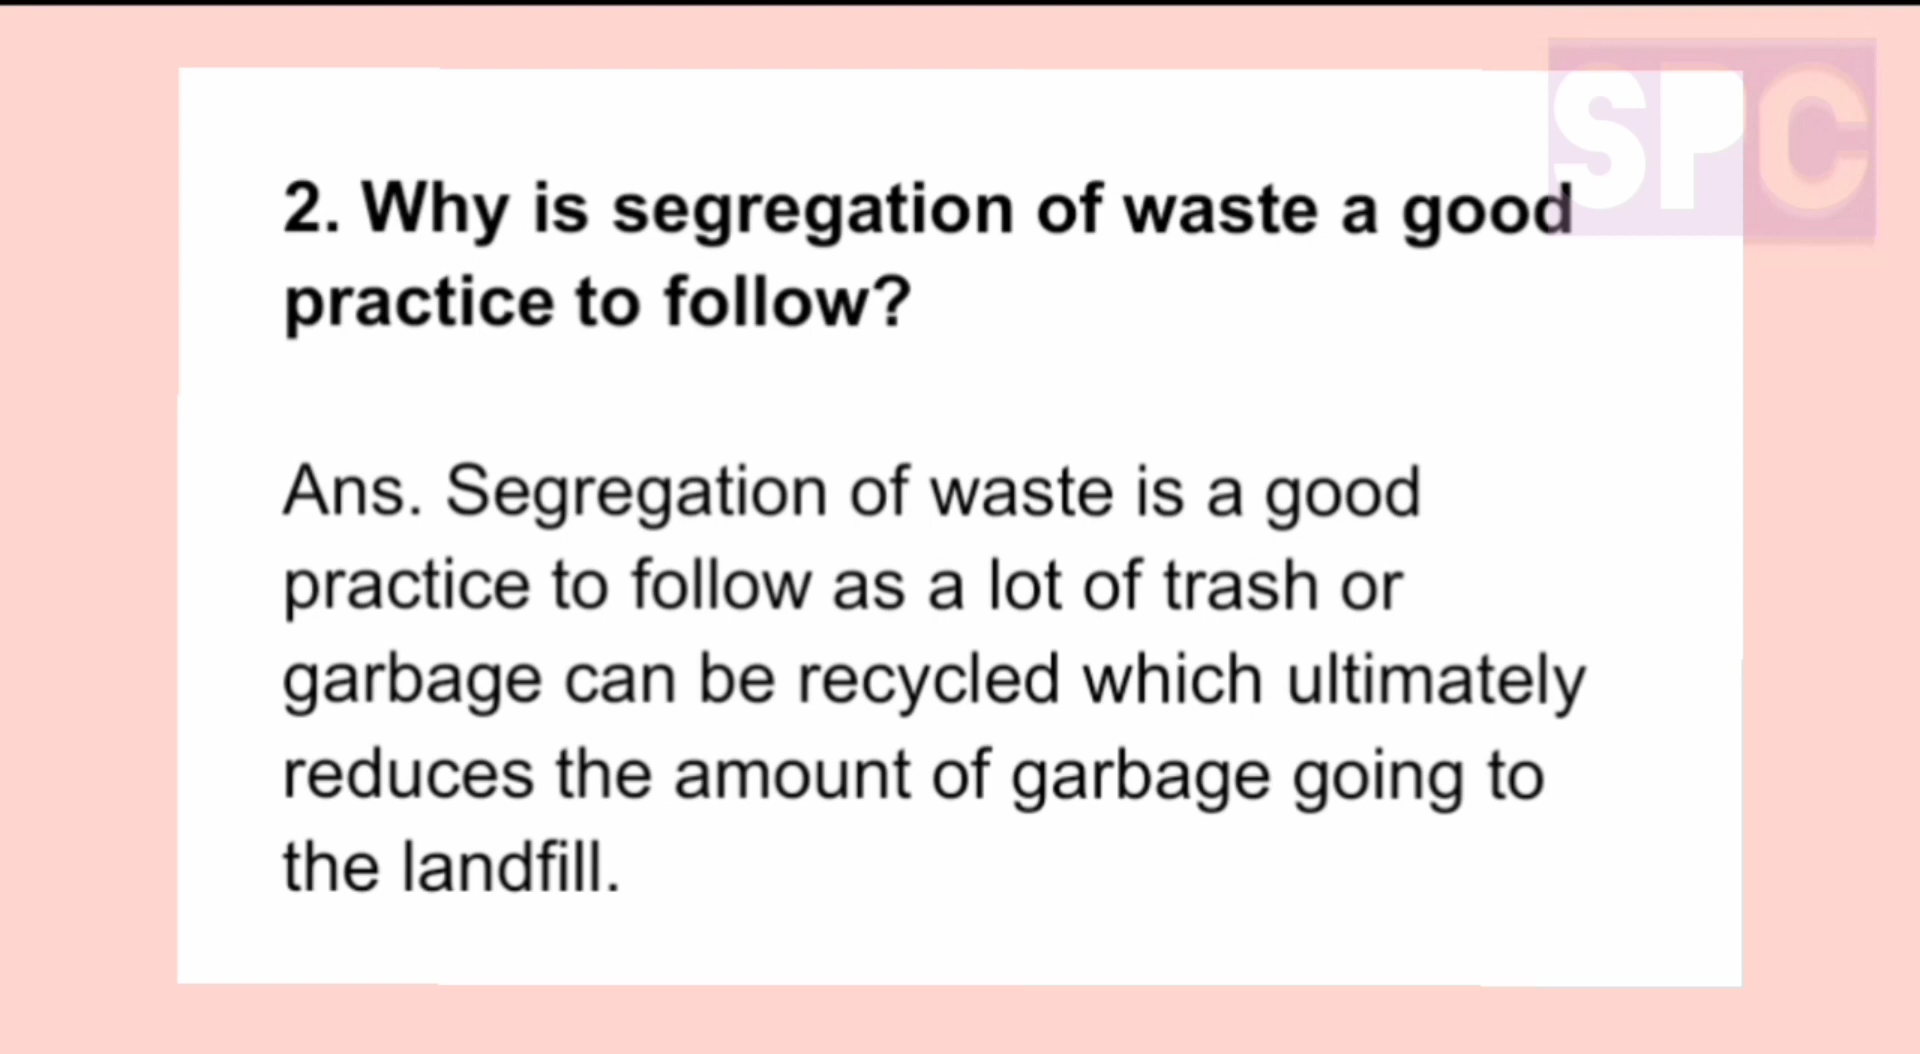 SPC
2. Why is segregation of waste a good
practice to follow?
Ans. Segregation of waste is a good
practice to follow as a lot of trash or
garbage can be recycled which ultimately
reduces the amount of garbage going to
the landfill.